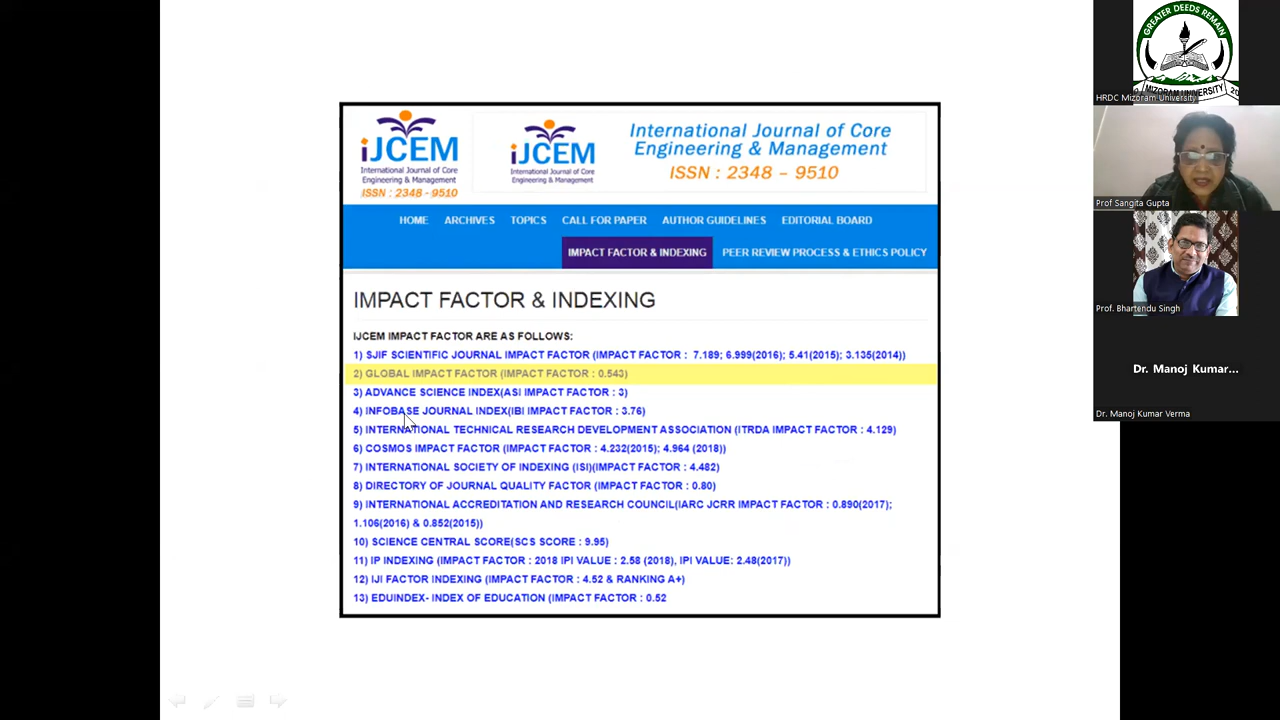 iJCEM
International Journal of Core
Engineering & Management
ISSN : 2348 - 9510
iJCEM
International Journal of Core
Engineering & Management
International Journal of Core
Engineering & Management
ISSN : 2348 – 9510
HOME ARCHIVES TOPICS CALL FOR PAPER AUTHOR GUIDELINES EDITORIAL BOARD
IMPACT FACTOR & INDEXING PEER REVIEW PROCESS & ETHICS POLICY
IMPACT FACTOR & INDEXING
IJCEM IMPACT FACTOR ARE AS FOLLOWS:
1) SJIF SCIENTIFIC JOURNAL IMPACT FACTOR (IMPACT FACTOR : 7.189; 6.999(2016); 5.41(2015); 3.135(2014))
2) GLOBAL IMPACT FACTOR (IMPACT FACTOR : 0.543)
3) ADVANCE SCIENCE INDEX(ASI IMPACT FACTOR : 3)
4) INFOBASE JOURNAL INDEX(IBI IMPACT FACTOR : 3.76)
5) INTERNATIONAL TECHNICAL RESEARCH DEVELOPMENT ASSOCIATION (ITRDA IMPACT FACTOR : 4.129)
6) COSMOS IMPACT FACTOR (IMPACT FACTOR : 4.232(2015); 4.964 (2018))
7) INTERNATIONAL SOCIETY OF INDEXING (ISI)(IMPACT FACTOR : 4.482)
8) DIRECTORY OF JOURNAL QUALITY FACTOR (IMPACT FACTOR : 0.80)
9) INTERNATIONAL ACCREDITATION AND RESEARCH COUNCIL(IARC JCRR IMPACT FACTOR : 0.890(2017);
1.106(2016) & 0.852(2015))
10) SCIENCE CENTRAL SCORE(SCS SCORE : 9.95)
11) IP INDEXING (IMPACT FACTOR : 2018 IPI VALUE : 2.58 (2018), IPI VALUE: 2.48(2017))
12) IJI FACTOR INDEXING (IMPACT FACTOR : 4.52 & RANKING A+)
13) EDUINDEX- INDEX OF EDUCATION (IMPACT FACTOR : 0.52
GREATER DEEDS REMAIN
MIZORAM UNIVERSITY
HRDC Mizoram University
Prof Sangita Gupta
Prof. Bhartendu Singh
Dr. Manoj Kumar...
Dr. Manoj Kumar Verma